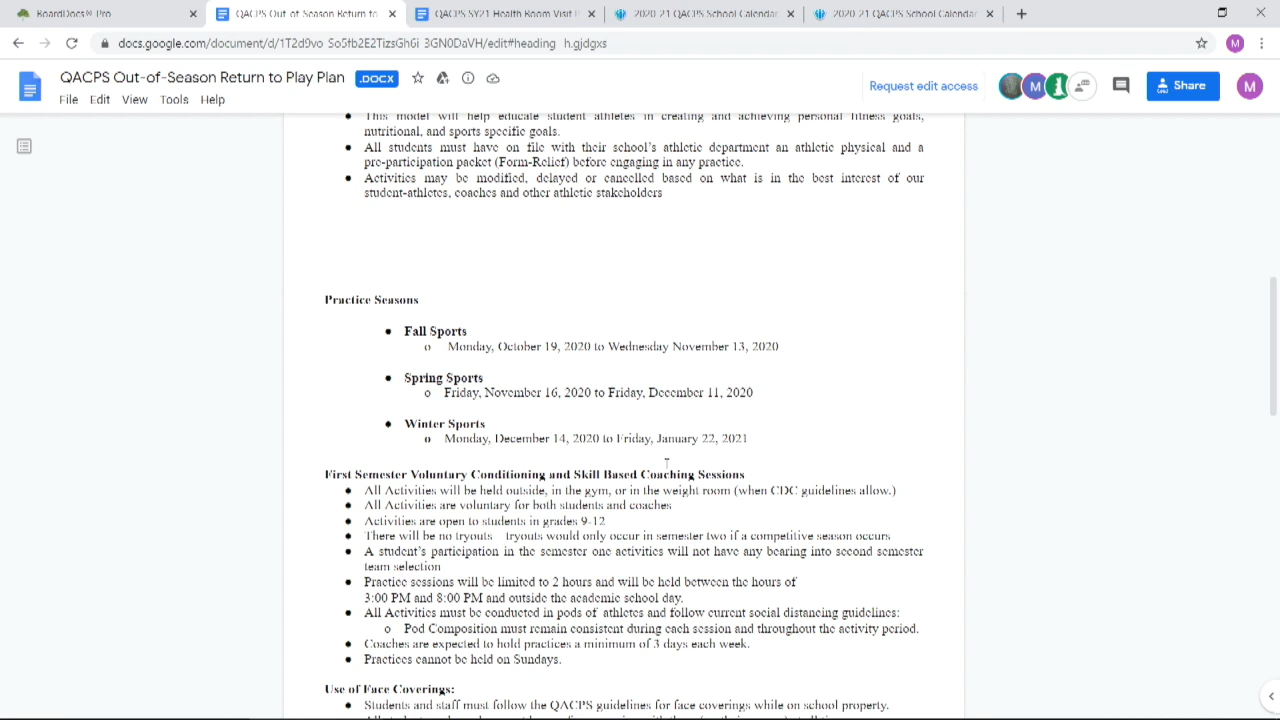 BoardDocs® Pro
QACPS Out-of-Season Return to
QACPS SY21 Health Room Visit P
2020-21 QACPS School Calendar
2020-21 QACPS School Calendar
QACPS Out-of-Season Return to Play Plan
.DOCX
File Edit View Tools Help
Request edit access
M
Share
M
This model will help educate student athletes in creating and achieving personal fitness goals,
nutritional, and sports specific goals.
All students must have on file with their school's athletic department an athletic physical and a
pre-participation packet (Form-Relief) before engaging in any practice.
Activities may be modified, delayed or cancelled based on what is in the best interest of our
student-athletes, coaches and other athletic stakeholders
Practice Seasons
Fall Sports
o Monday, October 19, 2020 to Wednesday November 13, 2020
Spring Sports
o Friday, November 16, 2020 to Friday, December 11, 2020
Winter Sports
o Monday, December 14, 2020 to Friday, January 22, 2021
First Semester Voluntary Conditioning and Skill Based Coaching Sessions
All Activities will be held outside, in the gym, or in the weight room (when CDC guidelines allow.)
All Activities are voluntary for both students and coaches
Activities are open to students in grades 9-12
There will be no tryouts tryouts would only occur in semester two if a competitive season occurs
A student's participation in the semester one activities will not have any bearing into second semester
team selection
Practice sessions will be limited to 2 hours and will be held between the hours of
3:00 PM and 8:00 PM and outside the academic school day.
All Activities must be conducted in pods of athletes and follow current social distancing guidelines:
o Pod Composition must remain consistent during each session and throughout the activity period.
Coaches are expected to hold practices a minimum of 3 days each week.
Practices cannot be held on Sundays.
Use of Face Coverings:
Students and staff must follow the QACPS guidelines for face coverings while on school property.